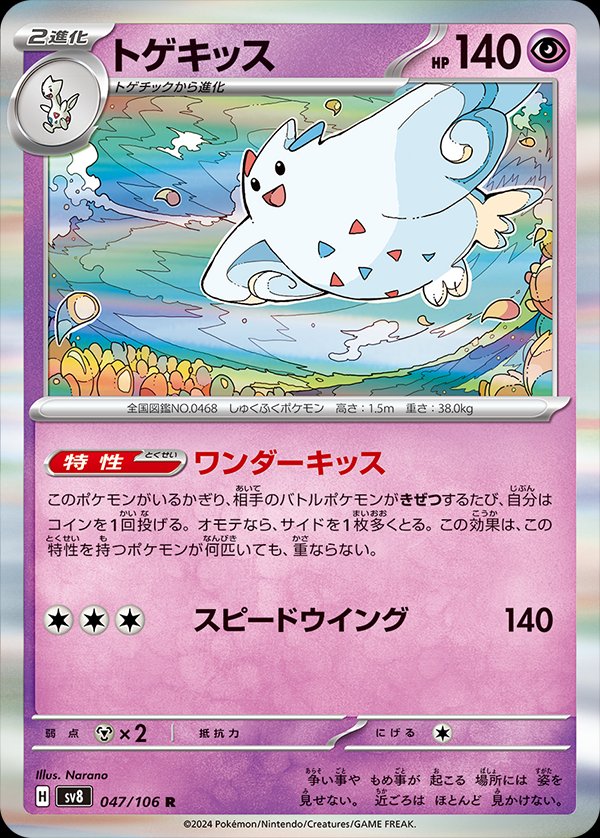 2進化
トゲキッス
HP 140
トゲチックから進化
全国図鑑NO.0468 しゅくふくポケモン 高さ:1.5m 重さ:38.0kg
特性 とくせい ワンダーキッス
このポケモンがいるかぎり、相手のバトルポケモンがきぜつするたび、自分は
コインを1回投げる。オモテなら、サイドを1枚多くとる。この効果は、この
特性を持つポケモンが何匹いても、重ならない。
スピードウイング 140
弱点 ×2 抵抗力 にげる
Illus. Narano
H sv8 047/106 R
争い事や もめ事が 起こる 場所には 姿を
見せない。 近ごろは ほとんど 見かけない。
©2024 Pokémon/Nintendo/Creatures/GAME FREAK.